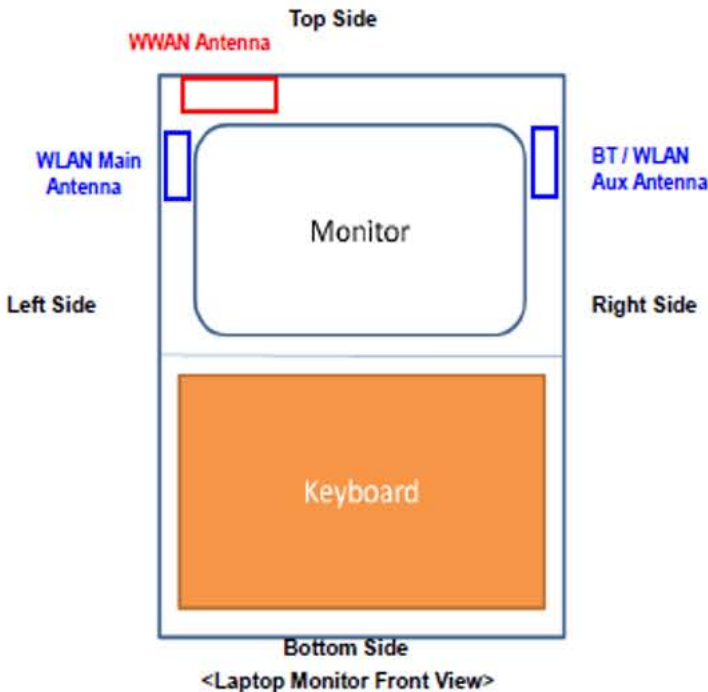 Top Side
WWAN Antenna
WLAN Main
Antenna
BT / WLAN
Aux Antenna
Monitor
Left Side
Right Side
Keyboard
Bottom Side
<Laptop Monitor Front View>